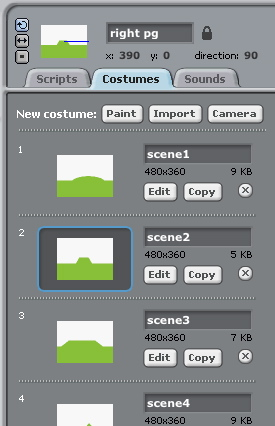 right pg
x: 390 y: 0 direction: 90
Scripts Costumes Sounds
New costume: Paint Import Camera
1
scene1
480x360 9 KB
Edit Copy
2
scene2
480x360 5 KB
Edit Copy
3
scene3
480x360 7 KB
Edit Copy
4
scene4
480x360 9 KB